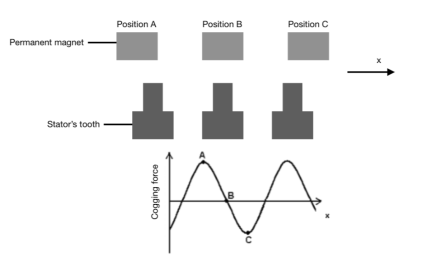 Position A
Position B
Position C
Permanent magnet
x
Stator's tooth
A
Cogging force
B
x
C